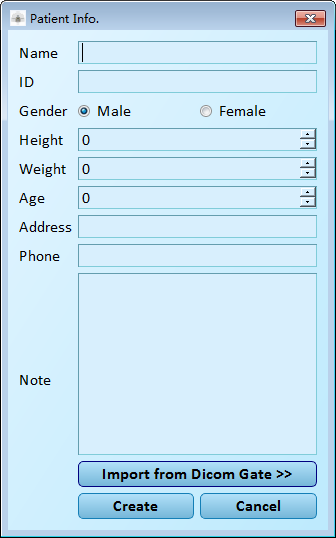 Patient Info.
Name
ID
Gender Male Female
Height 0
Weight 0
Age 0
Address
Phone
Note
Import from Dicom Gate >>
Create Cancel